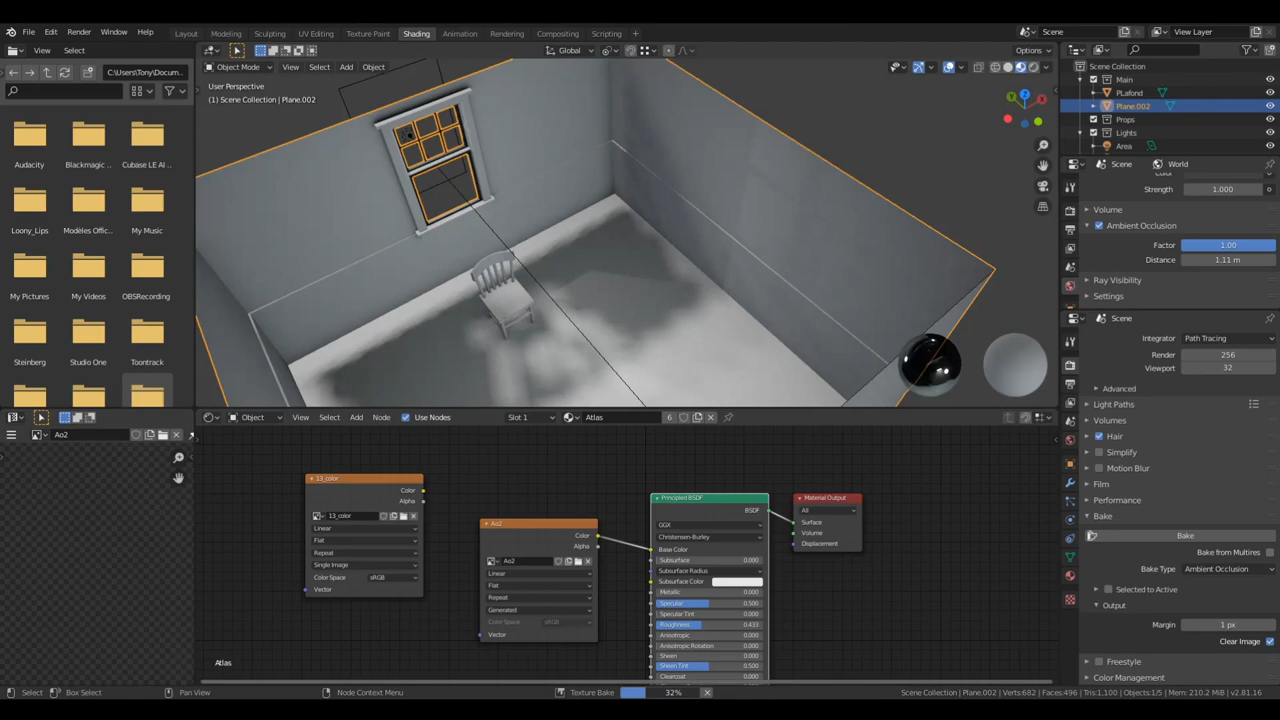 File Edit Render Window Help
Layout Modeling Sculpting UV Editing Texture Paint Shading Animation Rendering Compositing Scripting +
Scene
View Layer
View Select
C:\Users\Tony\Docum...
Audacity
Blackmagic ...
Cubase LE AI ...
Loony_Lips
Modèles Offic...
My Music
My Pictures
My Videos
OBSRecording
Steinberg
Studio One
Toontrack
Global
Options
Object Mode View Select Add Object
User Perspective
(1) Scene Collection | Plane.002
Scene Collection
Main
PLafond
Plane.002
Props
Lights
Area
Scene World
Strength 1.000
Volume
Ambient Occlusion
Factor 1.00
Distance 1.11 m
Ray Visibility
Settings
Scene
Integrator Path Tracing
Render 256
Viewport 32
Advanced
Light Paths
Volumes
Hair
Simplify
Motion Blur
Film
Performance
Bake
Bake
Bake from Multires
Bake Type Ambient Occlusion
Selected to Active
Output
Margin 1 px
Clear Image
Freestyle
Color Management
Ao2
Object View Select Add Node Use Nodes Slot 1 Atlas 6
13_color
Color
Alpha
13_color
Linear
Flat
Repeat
Single Image
Color Space sRGB
Vector
Ao2
Color
Alpha
Ao2
Linear
Flat
Repeat
Generated
Color Space sRGB
Vector
Principled BSDF
BSDF
GGX
Christensen-Burley
Base Color
Subsurface 0.000
Subsurface Radius
Subsurface Color
Metallic 0.000
Specular 0.500
Specular Tint 0.000
Roughness 0.433
Anisotropic 0.000
Anisotropic Rotation 0.000
Sheen 0.000
Sheen Tint 0.500
Clearcoat 0.000
Material Output
All
Surface
Volume
Displacement
Atlas
Select Box Select Pan View Node Context Menu Texture Bake 32% Scene Collection | Plane.002 | Verts:682 | Faces:496 | Tris:1,100 | Objects:1/5 | Mem: 210.2 MiB | v2.81.16